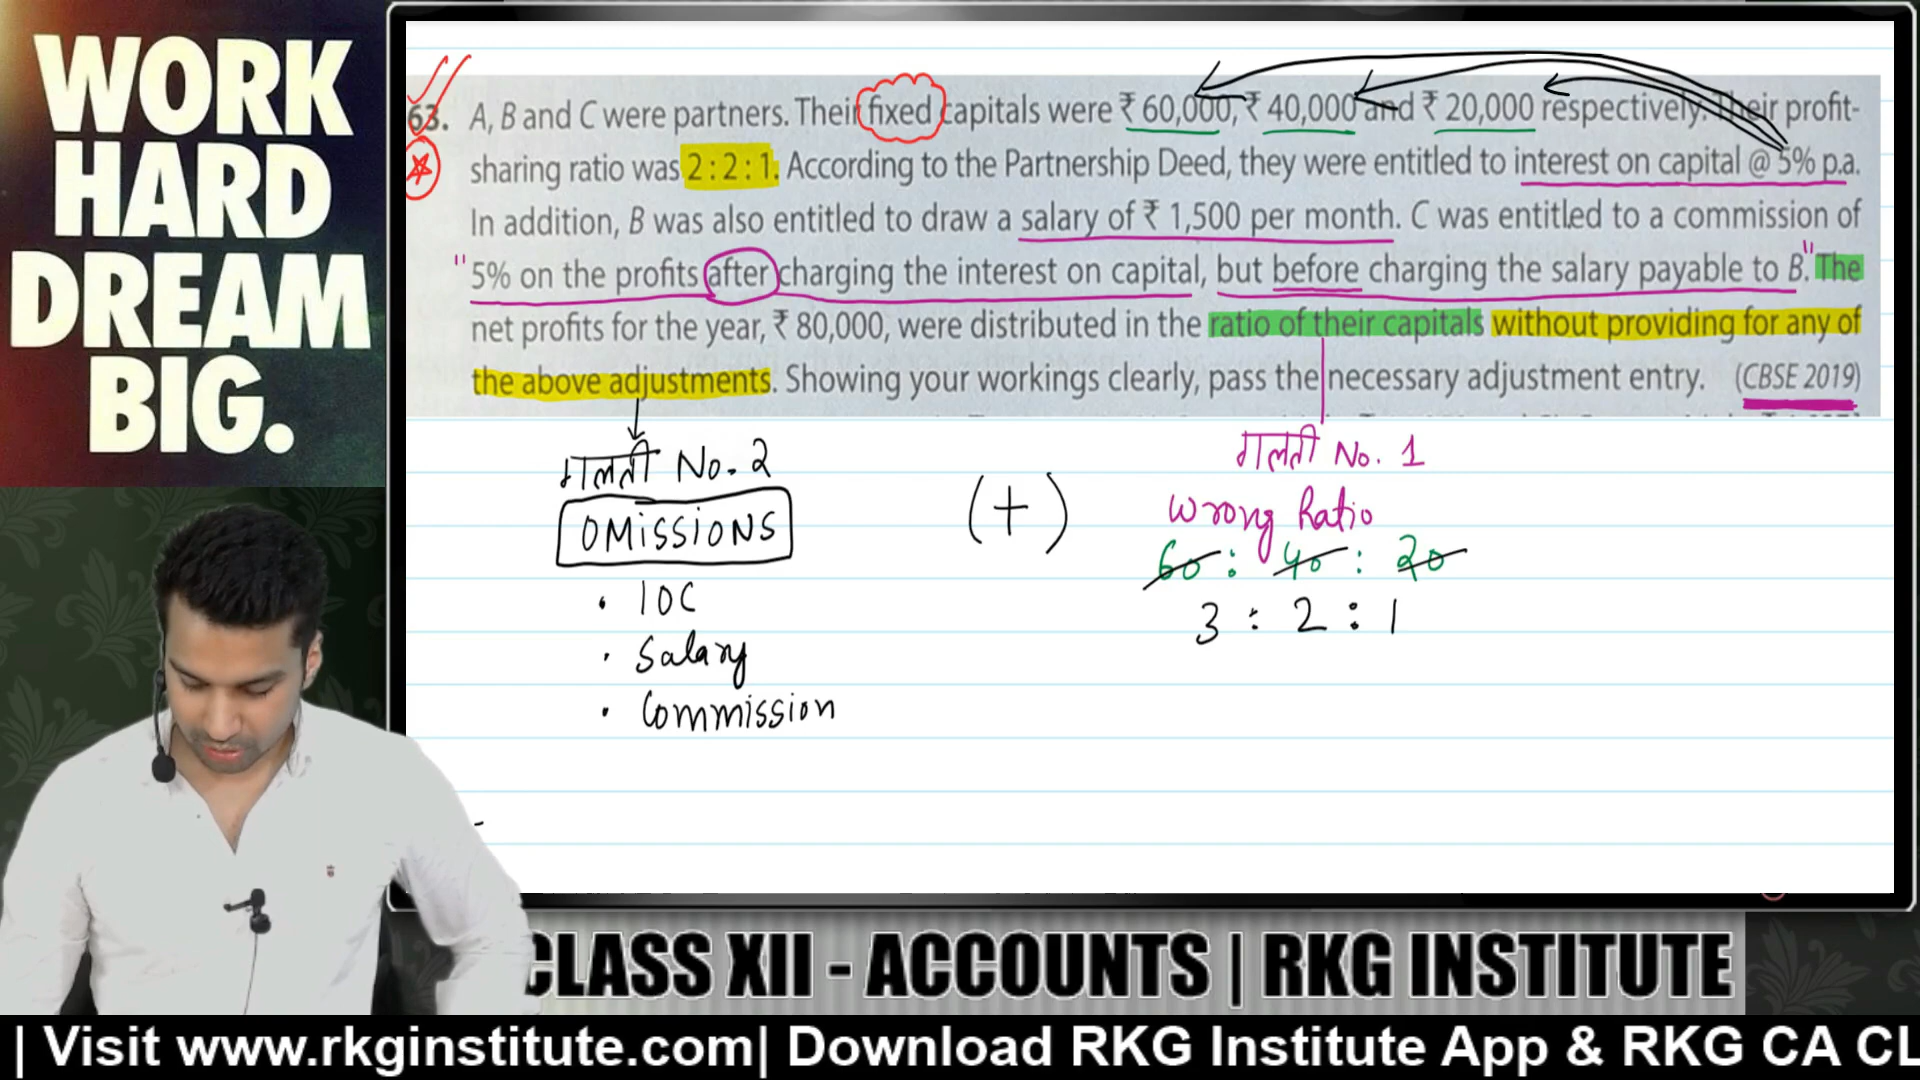 WORK
HARD
DREAM
BIG.
63. A, B and C were partners. Their fixed capitals were ₹ 60,000, ₹ 40,000 and ₹ 20,000 respectively. Their profit-
sharing ratio was 2 : 2 : 1. According to the Partnership Deed, they were entitled to interest on capital @ 5% p.a.
In addition, B was also entitled to draw a salary of ₹ 1,500 per month. C was entitled to a commission of
"5% on the profits after charging the interest on capital, but before charging the salary payable to B." The
net profits for the year, ₹ 80,000, were distributed in the ratio of their capitals without providing for any of
the above adjustments. Showing your workings clearly, pass the necessary adjustment entry. (CBSE 2019)
गलती No. 2
OMISSIONS
• IOC
• Salary
• Commission
(+)
गलती No. 1
Wrong Ratio
60 : 40 : 20
3 : 2 : 1
CLASS XII - ACCOUNTS | RKG INSTITUTE
| Visit www.rkginstitute.com| Download RKG Institute App & RKG CA CL